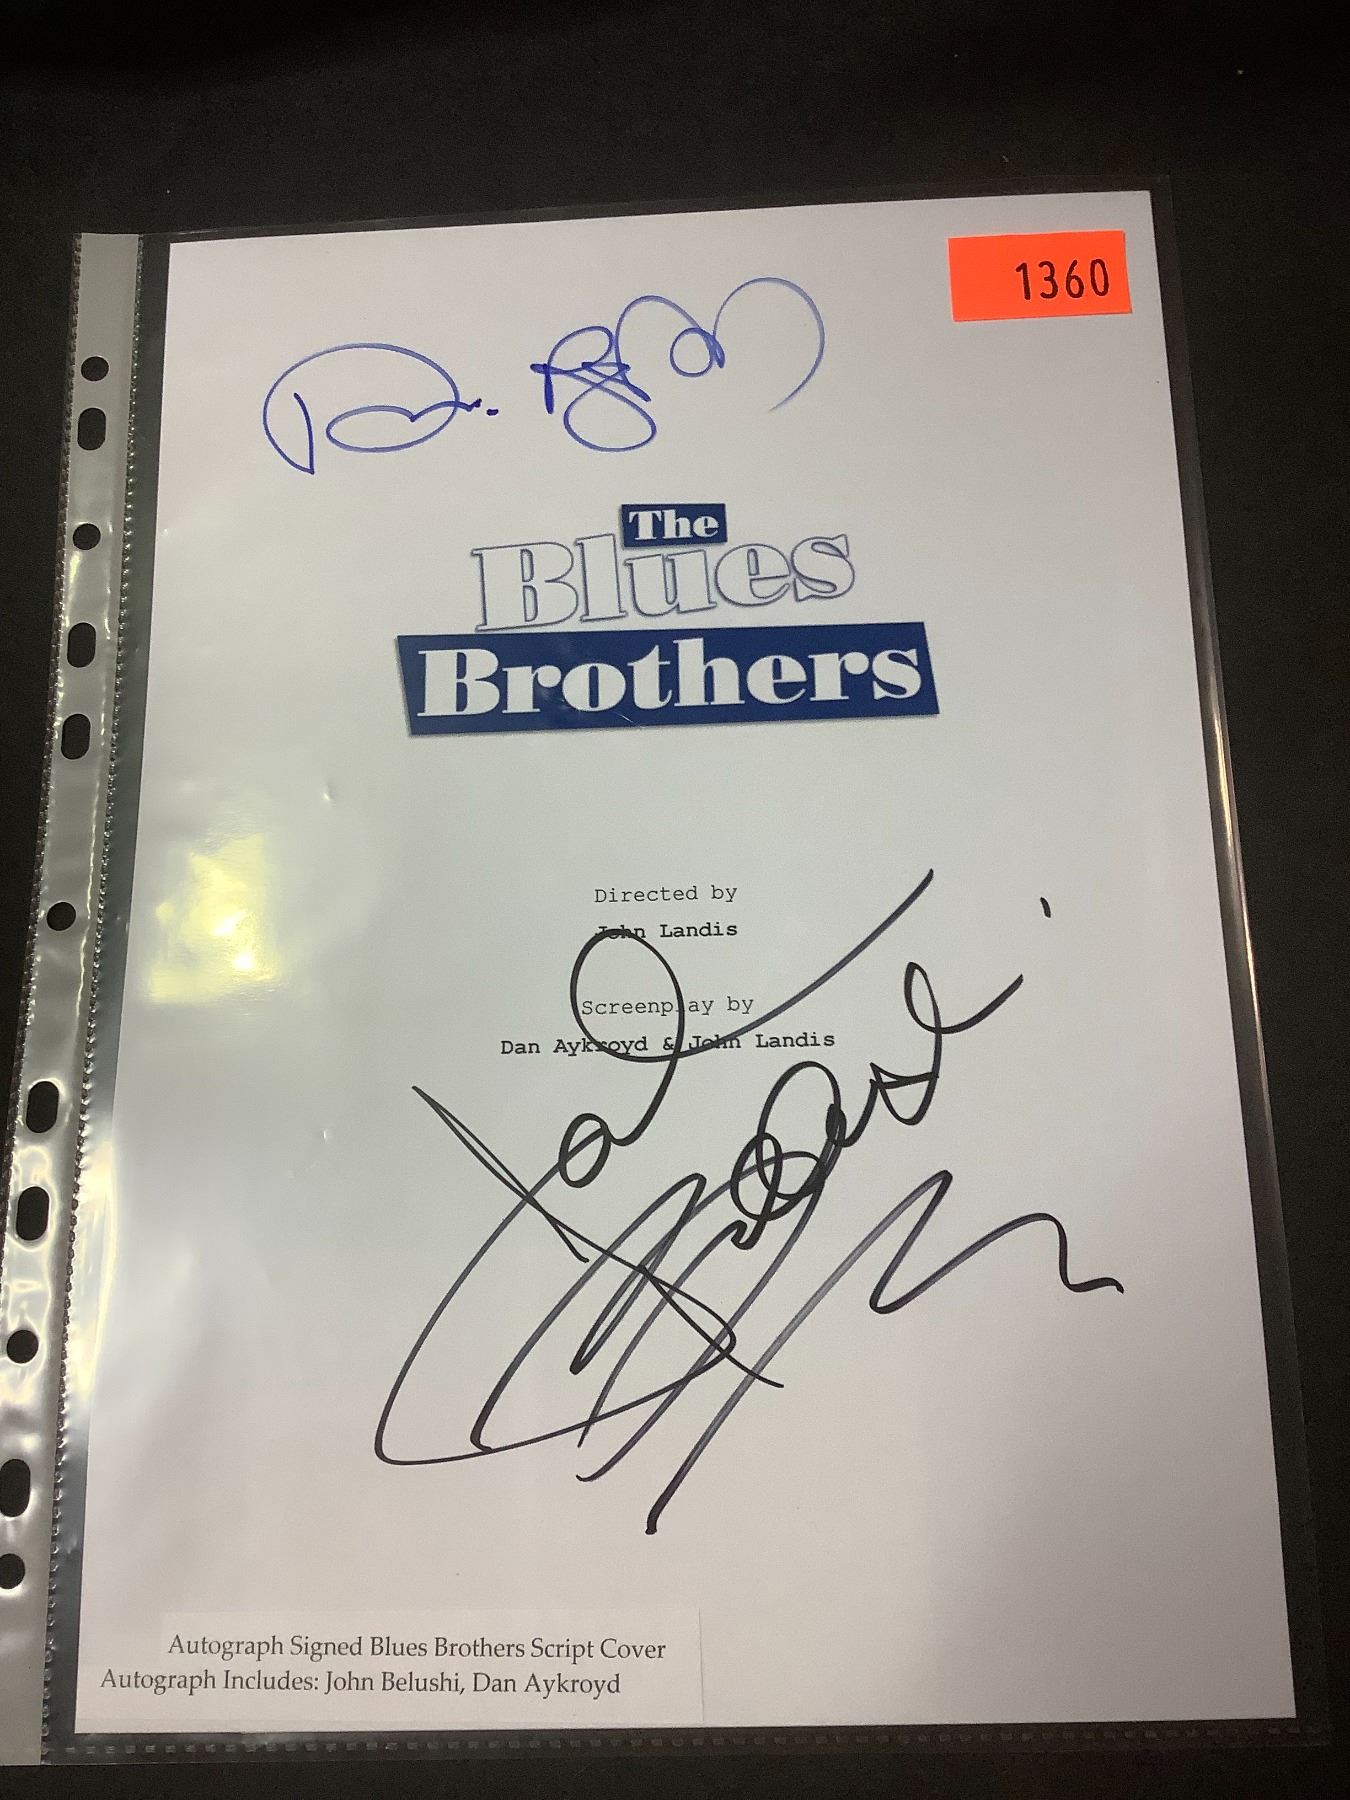 1360
The
Blues
Brothers
Directed by
John Landis
Screenplay by
Dan Aykroyd & John Landis
Autograph Signed Blues Brothers Script Cover
Autograph Includes: John Belushi, Dan Aykroyd